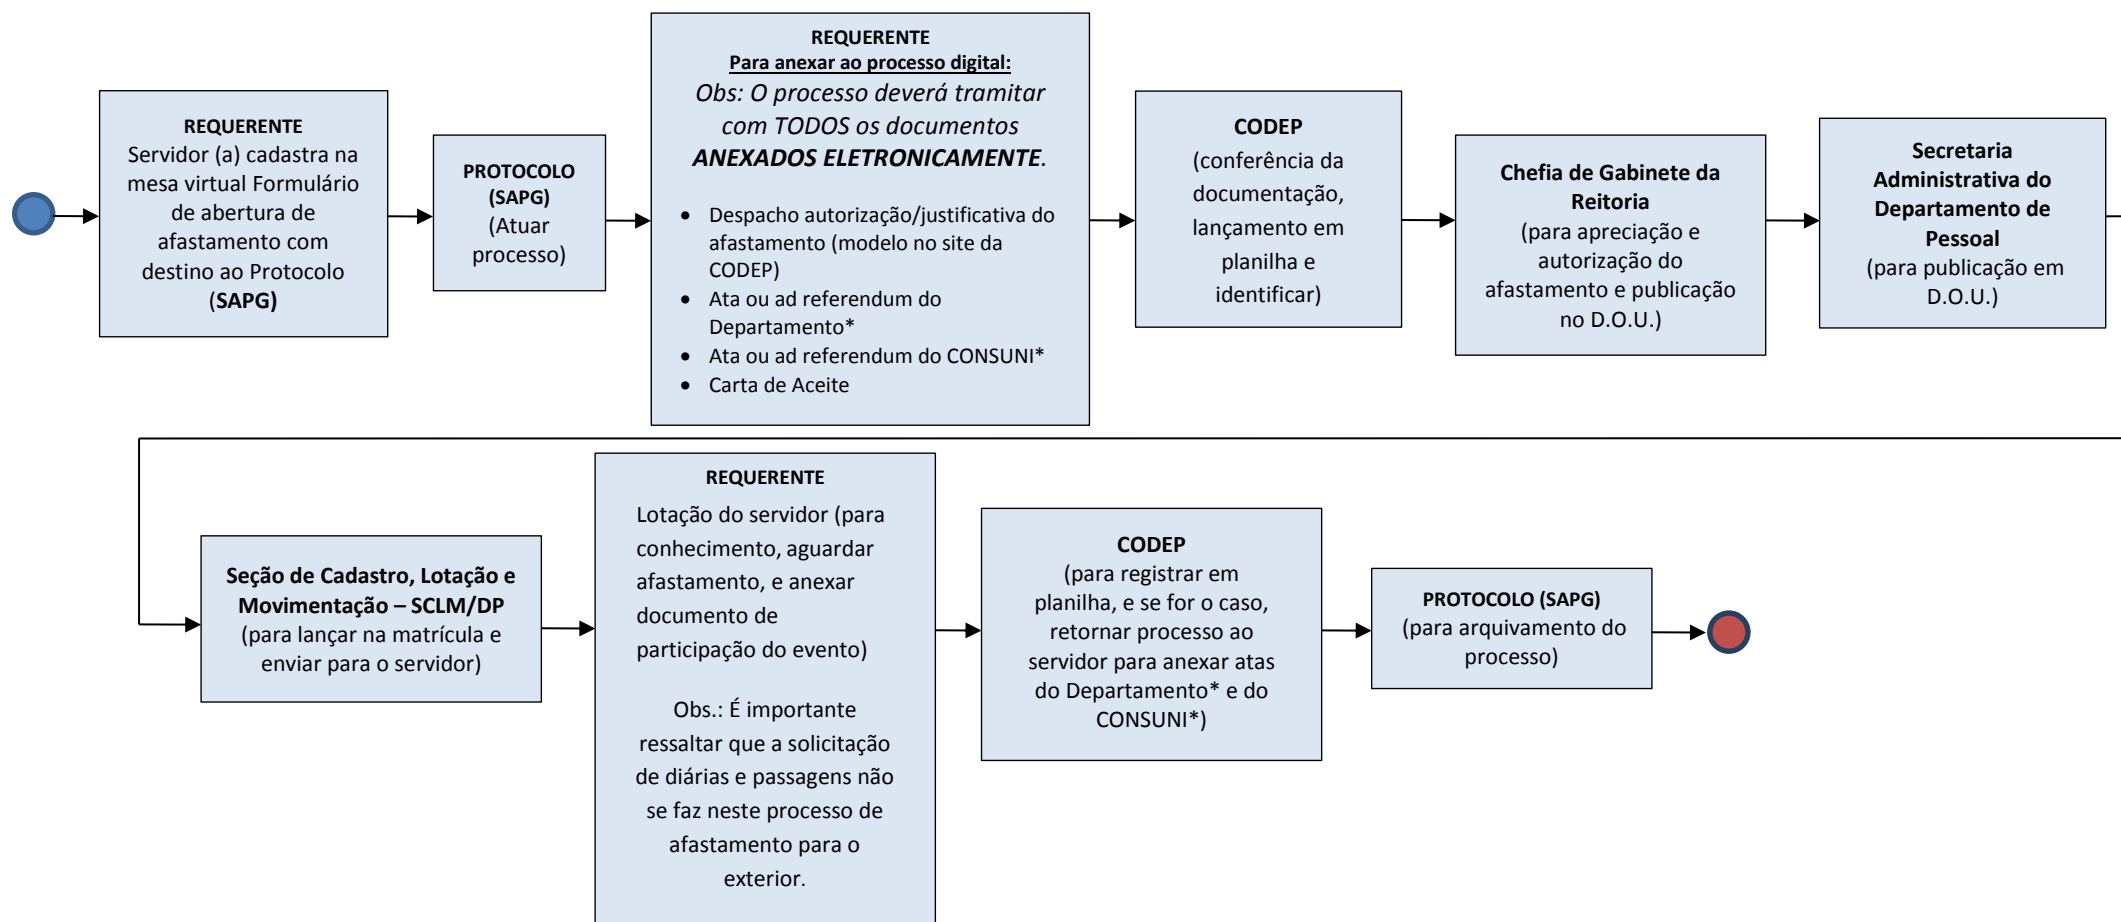 REQUERENTE
Servidor (a) cadastra na
mesa virtual Formulário
de abertura de
afastamento com
destino ao Protocolo
(SAPG)
PROTOCOLO
(SAPG)
(Atuar
processo)
REQUERENTE
Para anexar ao processo digital:
Obs: O processo deverá tramitar
com TODOS os documentos
ANEXADOS ELETRONICAMENTE.
• Despacho autorização/justificativa do
afastamento (modelo no site da
CODEP)
• Ata ou ad referendum do
Departamento*
• Ata ou ad referendum do CONSUNI*
• Carta de Aceite
CODEP
(conferência da
documentação,
lançamento em
planilha e
identificar)
Chefia de Gabinete da
Reitoria
(para apreciação e
autorização do
afastamento e publicação
no D.O.U.)
Secretaria
Administrativa do
Departamento de
Pessoal
(para publicação em
D.O.U.)
Seção de Cadastro, Lotação e
Movimentação – SCLM/DP
(para lançar na matrícula e
enviar para o servidor)
REQUERENTE
Lotação do servidor (para
conhecimento, aguardar
afastamento, e anexar
documento de
participação do evento)
Obs.: É importante
ressaltar que a solicitação
de diárias e passagens não
se faz neste processo de
afastamento para o
exterior.
CODEP
(para registrar em
planilha, e se for o caso,
retornar processo ao
servidor para anexar atas
do Departamento* e do
CONSUNI*)
PROTOCOLO (SAPG)
(para arquivamento do
processo)